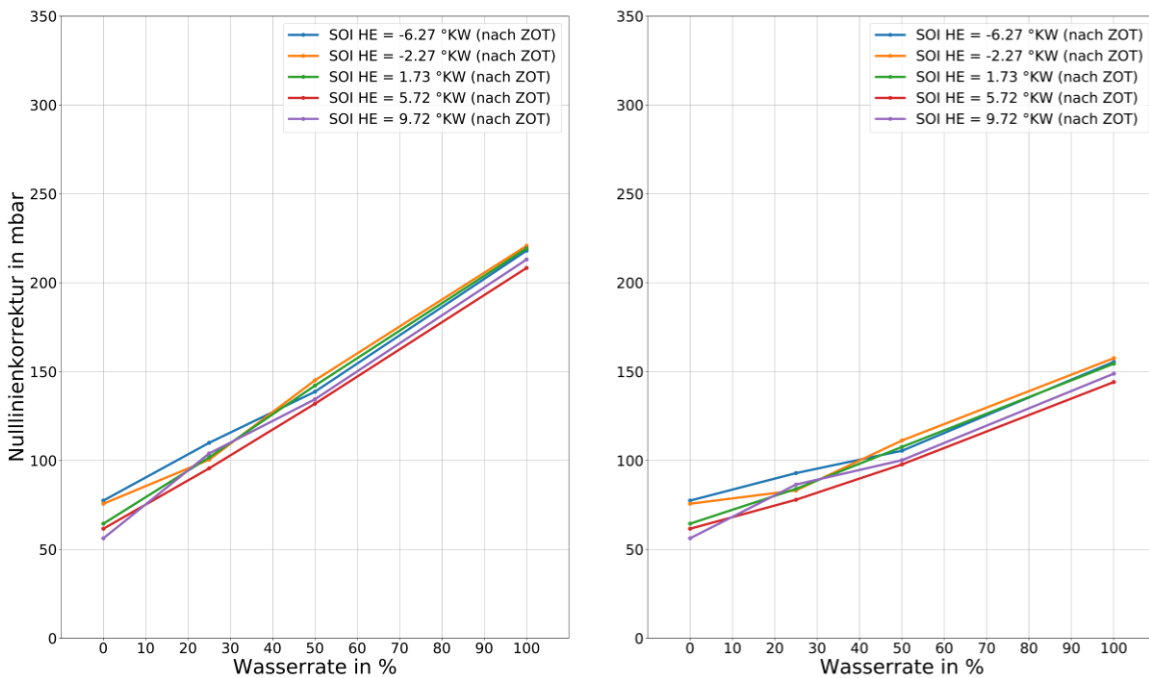 350
300
250
200
150
100
50
0
Nulllinienkorrektur in mbar
SOI HE = -6.27 °KW (nach ZOT)
SOI HE = -2.27 °KW (nach ZOT)
SOI HE = 1.73 °KW (nach ZOT)
SOI HE = 5.72 °KW (nach ZOT)
SOI HE = 9.72 °KW (nach ZOT)
0 10 20 30 40 50 60 70 80 90 100
Wasserrate in %
350
300
250
200
150
100
50
0
SOI HE = -6.27 °KW (nach ZOT)
SOI HE = -2.27 °KW (nach ZOT)
SOI HE = 1.73 °KW (nach ZOT)
SOI HE = 5.72 °KW (nach ZOT)
SOI HE = 9.72 °KW (nach ZOT)
0 10 20 30 40 50 60 70 80 90 100
Wasserrate in %